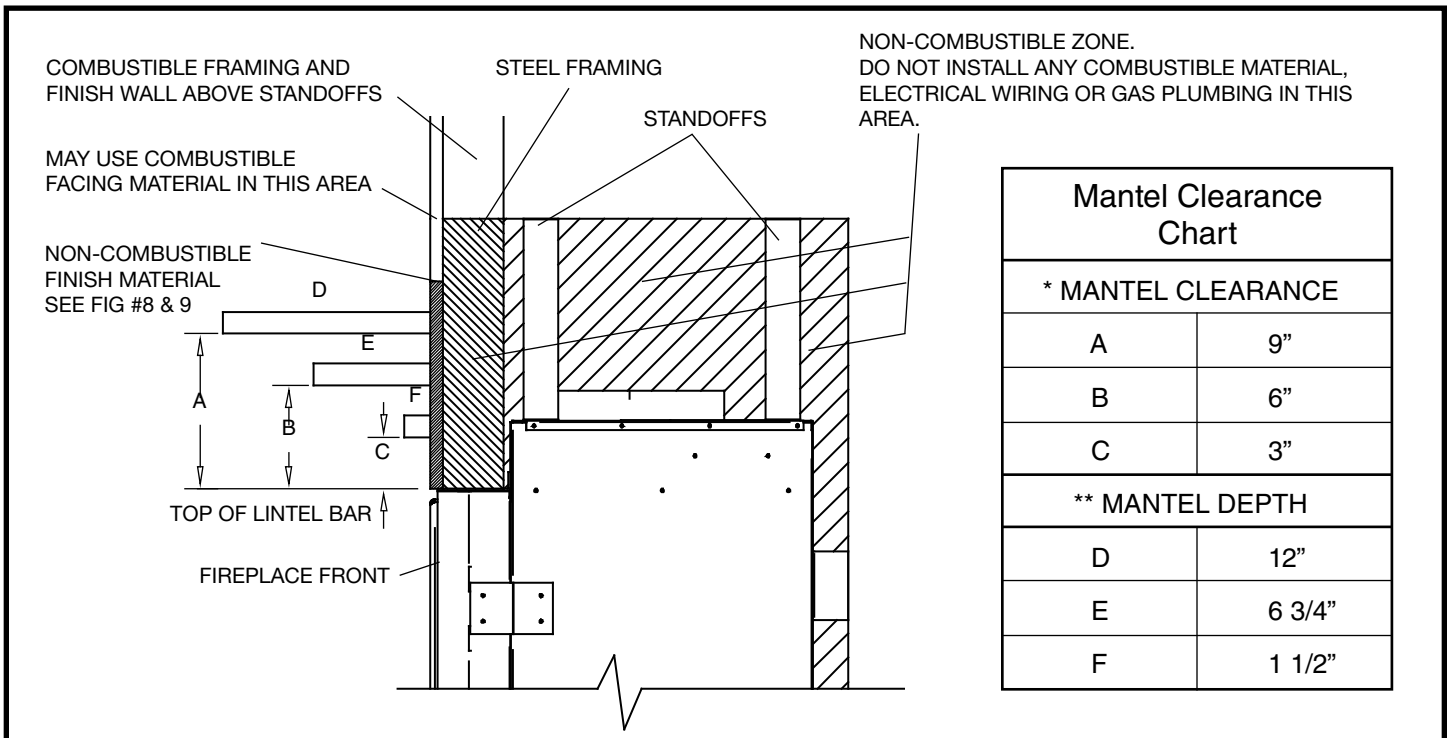 COMBUSTIBLE FRAMING AND
FINISH WALL ABOVE STANDOFFS
STEEL FRAMING
STANDOFFS
NON-COMBUSTIBLE ZONE.
DO NOT INSTALL ANY COMBUSTIBLE MATERIAL,
ELECTRICAL WIRING OR GAS PLUMBING IN THIS
AREA.
MAY USE COMBUSTIBLE
FACING MATERIAL IN THIS AREA
NON-COMBUSTIBLE
FINISH MATERIAL
SEE FIG #8 & 9
D
E
F
A
B
C
TOP OF LINTEL BAR
FIREPLACE FRONT
Mantel Clearance
Chart
* MANTEL CLEARANCE
A 9”
B 6”
C 3”
** MANTEL DEPTH
D 12”
E 6 3/4”
F 1 1/2”